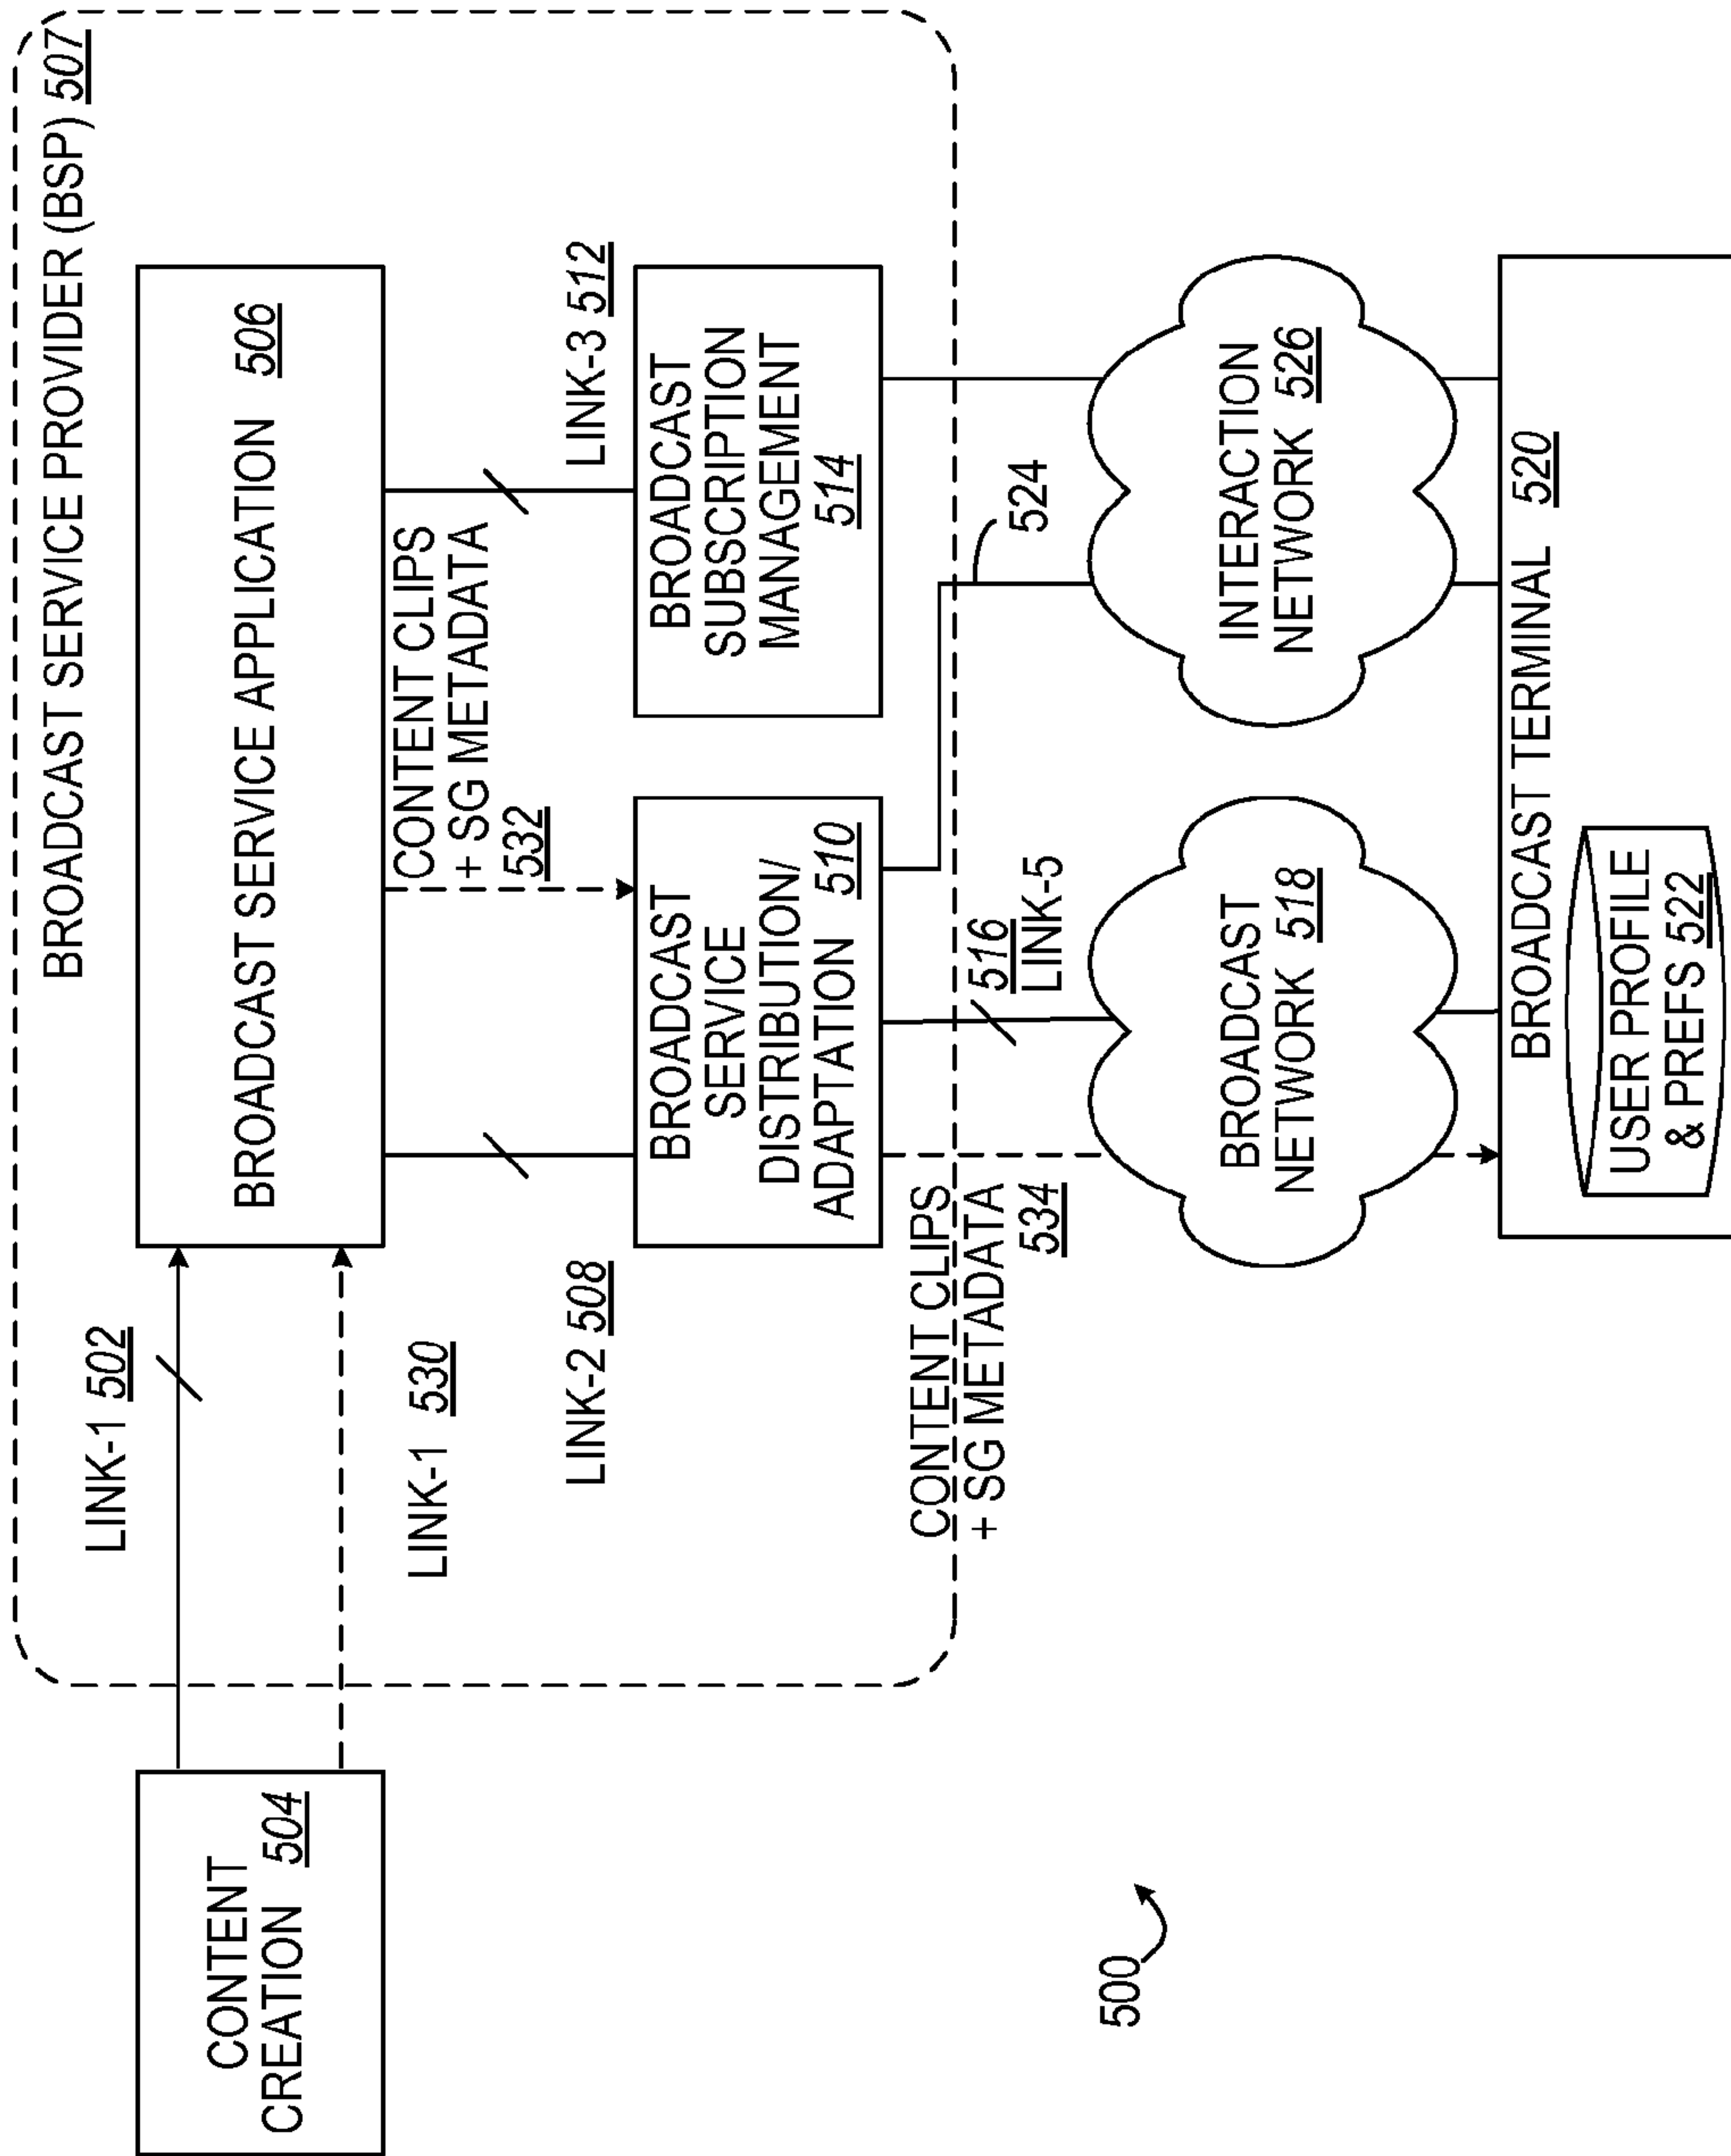 BROADCAST SERVICE PROVIDER (BSP) 507
CONTENT
CREATION 504
LINK-1 502
LINK-1 530
BROADCAST SERVICE APPLICATION 506
LINK-2 508
CONTENT CLIPS
+ SG METADATA
532
LINK-3 512
BROADCAST
SERVICE
DISTRIBUTION/
ADAPTATION 510
BROADCAST
SUBSCRIPTION
MANAGEMENT
514
CONTENT CLIPS
+ SG METADATA
534
516
LINK-5
524
BROADCAST
NETWORK 518
INTERACTION
NETWORK 526
BROADCAST TERMINAL 520
USER PROFILE
& PREFS 522
500